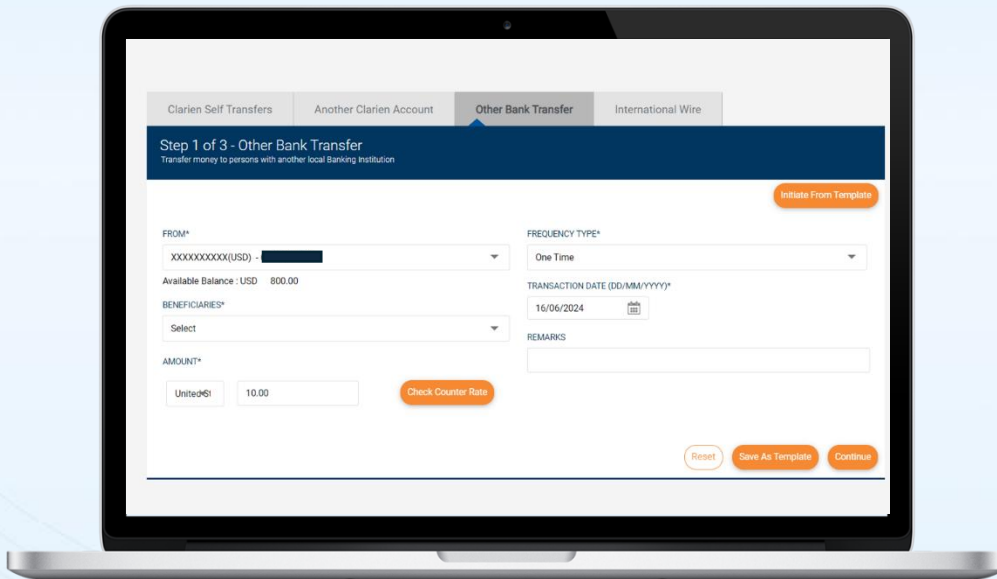 Clarien Self Transfers
Another Clarien Account
Other Bank Transfer
International Wire
Step 1 of 3 - Other Bank Transfer
Transfer money to persons with another local Banking Institution
Initiate From Template
FROM*
XXXXXXXXXX(USD) -
Available Balance : USD 800.00
BENEFICIARIES*
Select
AMOUNT*
United St
10.00
Check Counter Rate
FREQUENCY TYPE*
One Time
TRANSACTION DATE (DD/MM/YYYY)*
16/06/2024
REMARKS
Reset
Save As Template
Continue